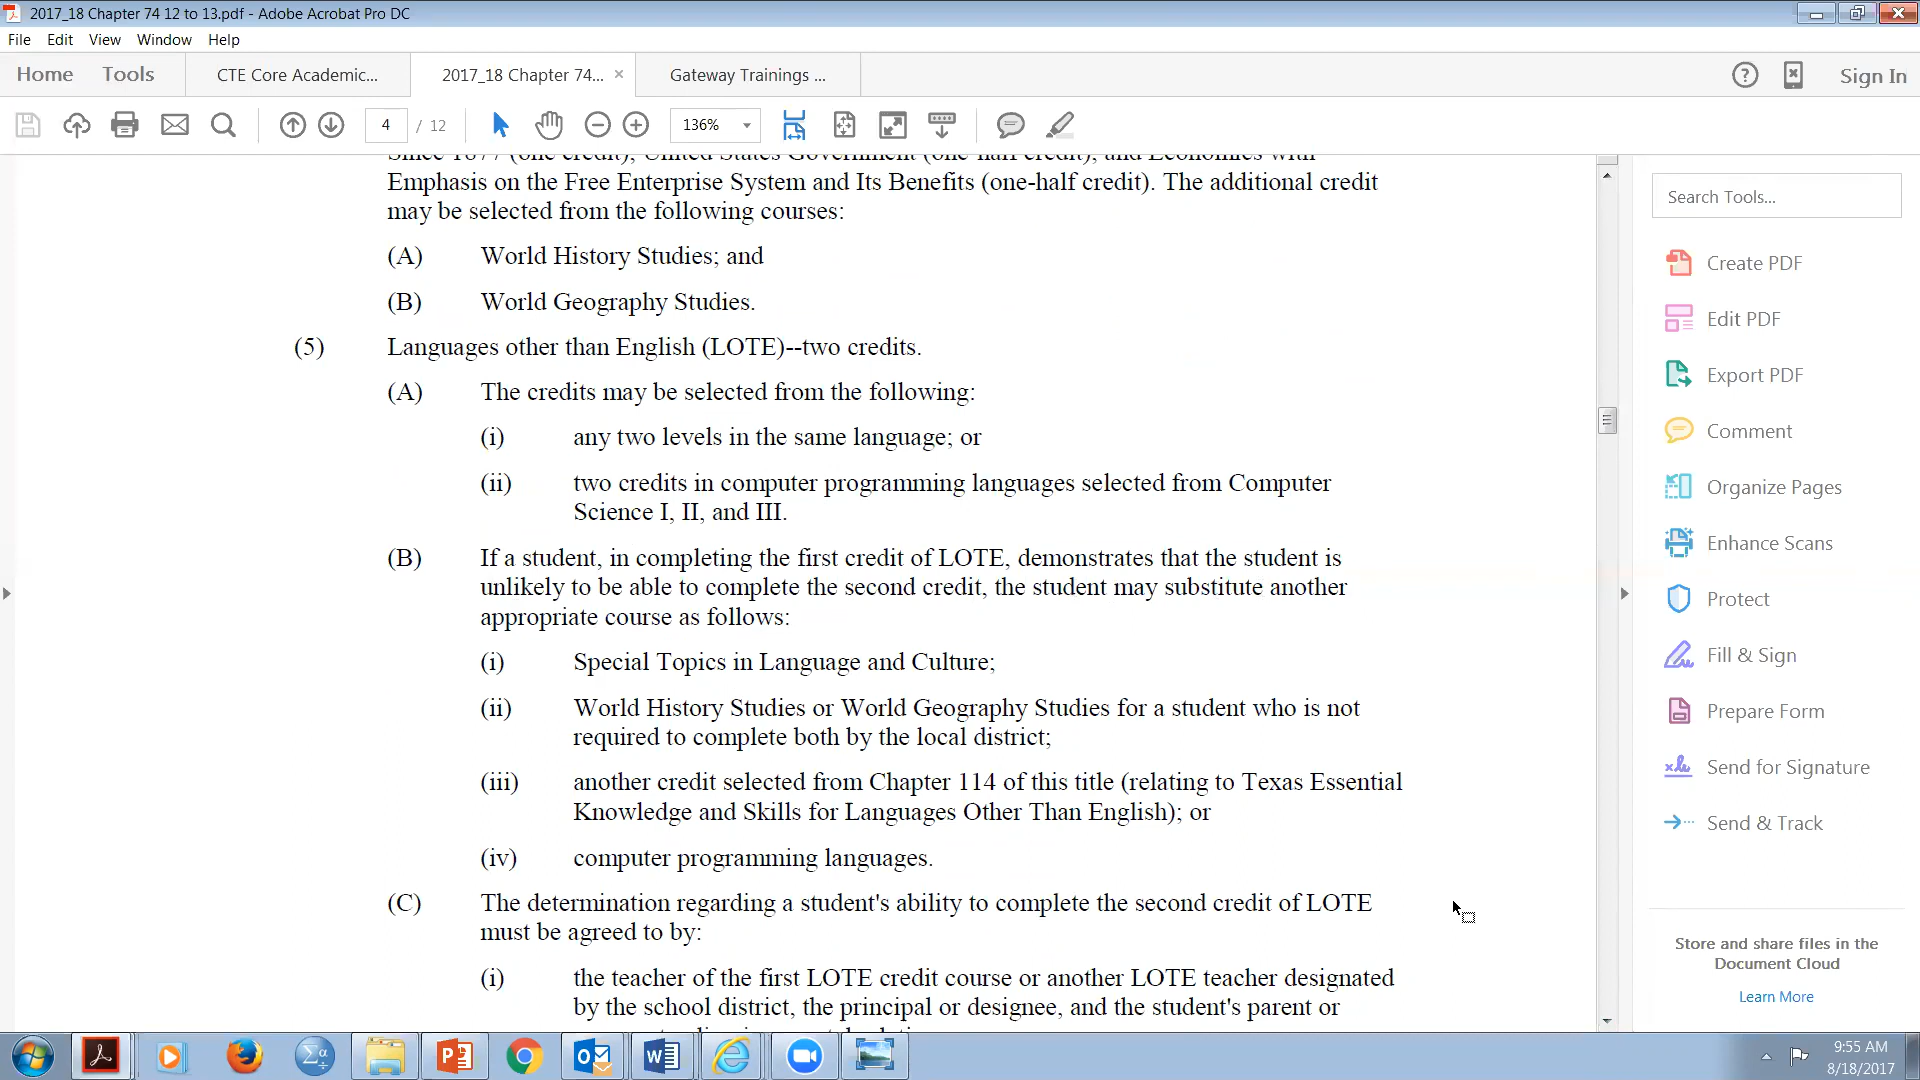 2017_18 Chapter 74 12 to 13.pdf - Adobe Acrobat Pro DC
File Edit View Window Help
Home Tools CTE Core Academic... 2017_18 Chapter 74... × Gateway Trainings ... Sign In
4 / 12 136%
Since 1877 (one credit), United States Government (one-half credit), and Economics with
Emphasis on the Free Enterprise System and Its Benefits (one-half credit). The additional credit
may be selected from the following courses:
(A) World History Studies; and
(B) World Geography Studies.
(5) Languages other than English (LOTE)--two credits.
(A) The credits may be selected from the following:
(i) any two levels in the same language; or
(ii) two credits in computer programming languages selected from Computer
Science I, II, and III.
(B) If a student, in completing the first credit of LOTE, demonstrates that the student is
unlikely to be able to complete the second credit, the student may substitute another
appropriate course as follows:
(i) Special Topics in Language and Culture;
(ii) World History Studies or World Geography Studies for a student who is not
required to complete both by the local district;
(iii) another credit selected from Chapter 114 of this title (relating to Texas Essential
Knowledge and Skills for Languages Other Than English); or
(iv) computer programming languages.
(C) The determination regarding a student's ability to complete the second credit of LOTE
must be agreed to by:
(i) the teacher of the first LOTE credit course or another LOTE teacher designated
by the school district, the principal or designee, and the student's parent or
Search Tools...
Create PDF
Edit PDF
Export PDF
Comment
Organize Pages
Enhance Scans
Protect
Fill & Sign
Prepare Form
Send for Signature
Send & Track
Store and share files in the
Document Cloud
Learn More
9:55 AM
8/18/2017